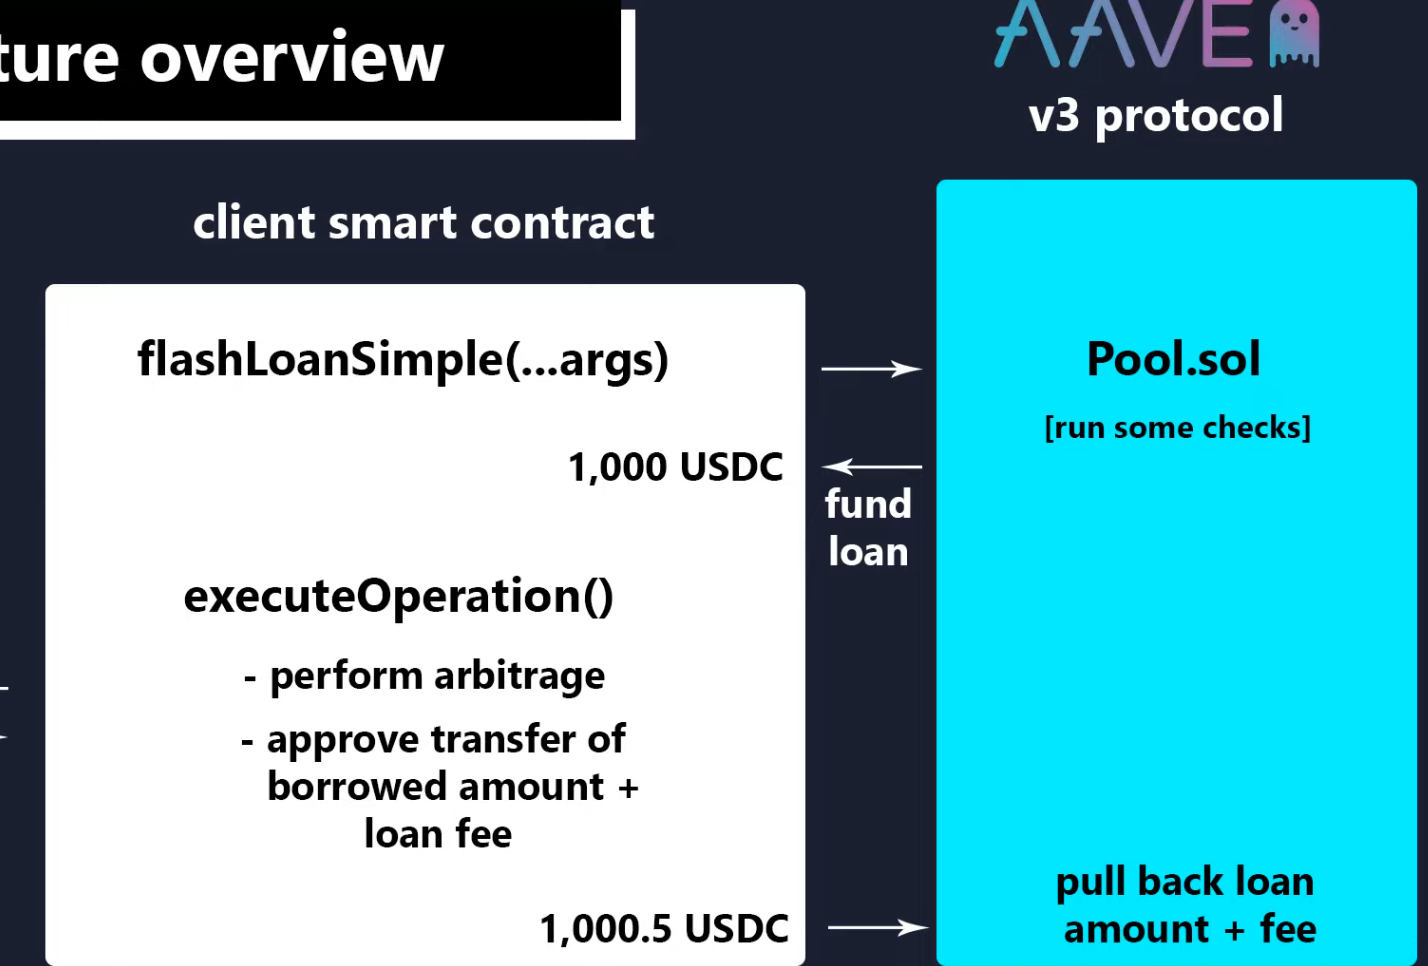 ture overview
AAVE
v3 protocol
client smart contract
flashLoanSimple(...args)
Pool.sol
[run some checks]
1,000 USDC
fund
loan
executeOperation()
- perform arbitrage
- approve transfer of
borrowed amount +
loan fee
pull back loan
amount + fee
1,000.5 USDC